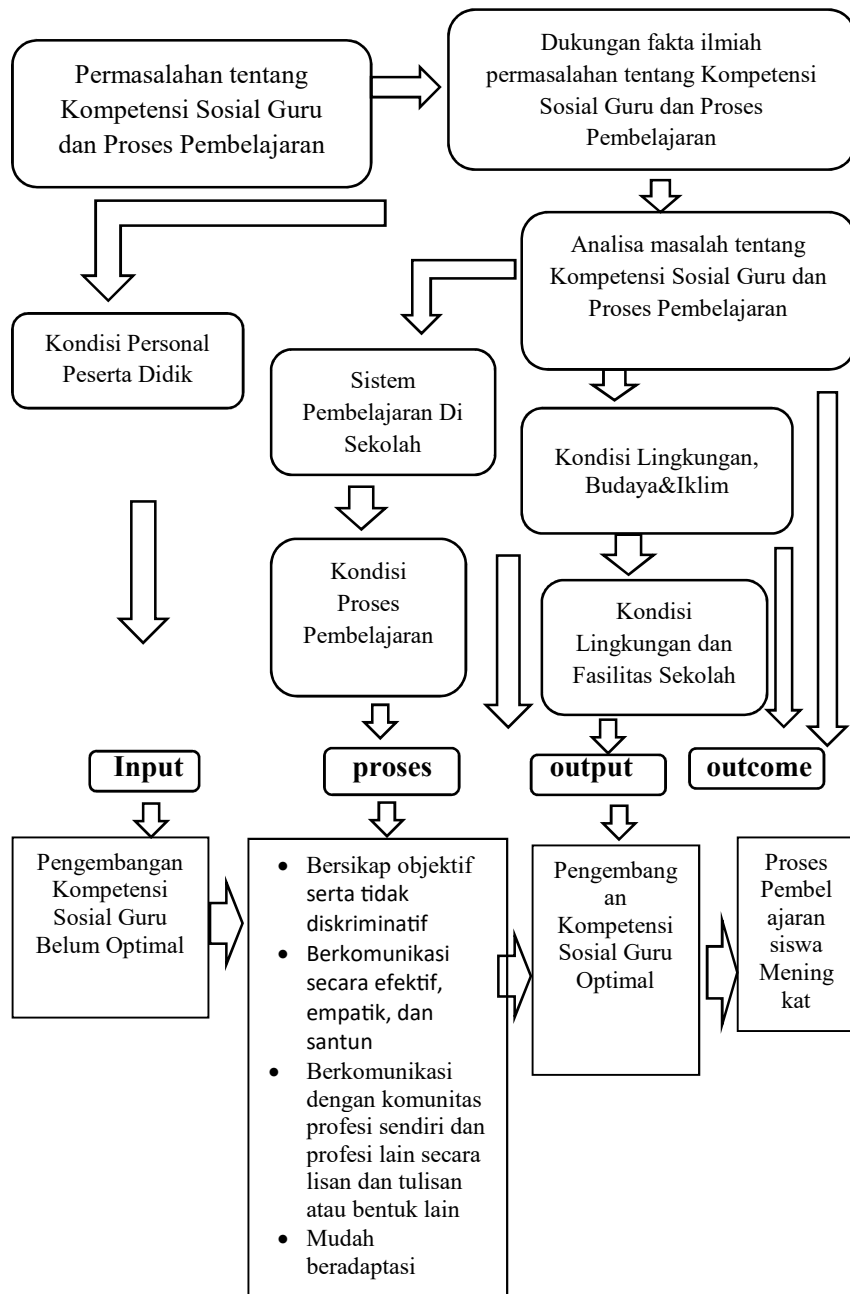 Permasalahan tentang
Kompetensi Sosial Guru
dan Proses Pembelajaran
Dukungan fakta ilmiah
permasalahan tentang Kompetensi
Sosial Guru dan Proses
Pembelajaran
Analisa masalah tentang
Kompetensi Sosial Guru dan
Proses Pembelajaran
Kondisi Personal
Peserta Didik
Sistem
Pembelajaran Di
Sekolah
Kondisi Lingkungan,
Budaya&Iklim
Kondisi
Proses
Pembelajaran
Kondisi
Lingkungan dan
Fasilitas Sekolah
Input
proses
output
outcome
Pengembangan
Kompetensi
Sosial Guru
Belum Optimal
• Bersikap objektif
serta tidak
diskriminatif
• Berkomunikasi
secara efektif,
empatik, dan
santun
• Berkomunikasi
dengan komunitas
profesi sendiri dan
profesi lain secara
lisan dan tulisan
atau bentuk lain
• Mudah
beradaptasi
Pengembang
an
Kompetensi
Sosial Guru
Optimal
Proses
Pembel
ajaran
siswa
Mening
kat